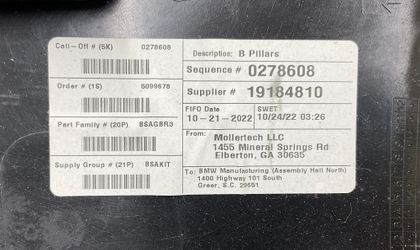 Call-Off # (5K) 0278608
Order # (1S) 5099678
Part Family # (20P) BSAGBR3
Supply Group # (21P) BSAKIT
Description: B Pillars
Sequence # 0278608
Supplier # 19184810
FIFO Date SWET
10-21-2022 10/24/22 03:26
From: Mollertech LLC
1455 Mineral Springs Rd
Elberton, GA 30635
To: BMW Manufacturing (Assembly Hall North)
1400 Highway 101 South
Greer, S.C. 29651